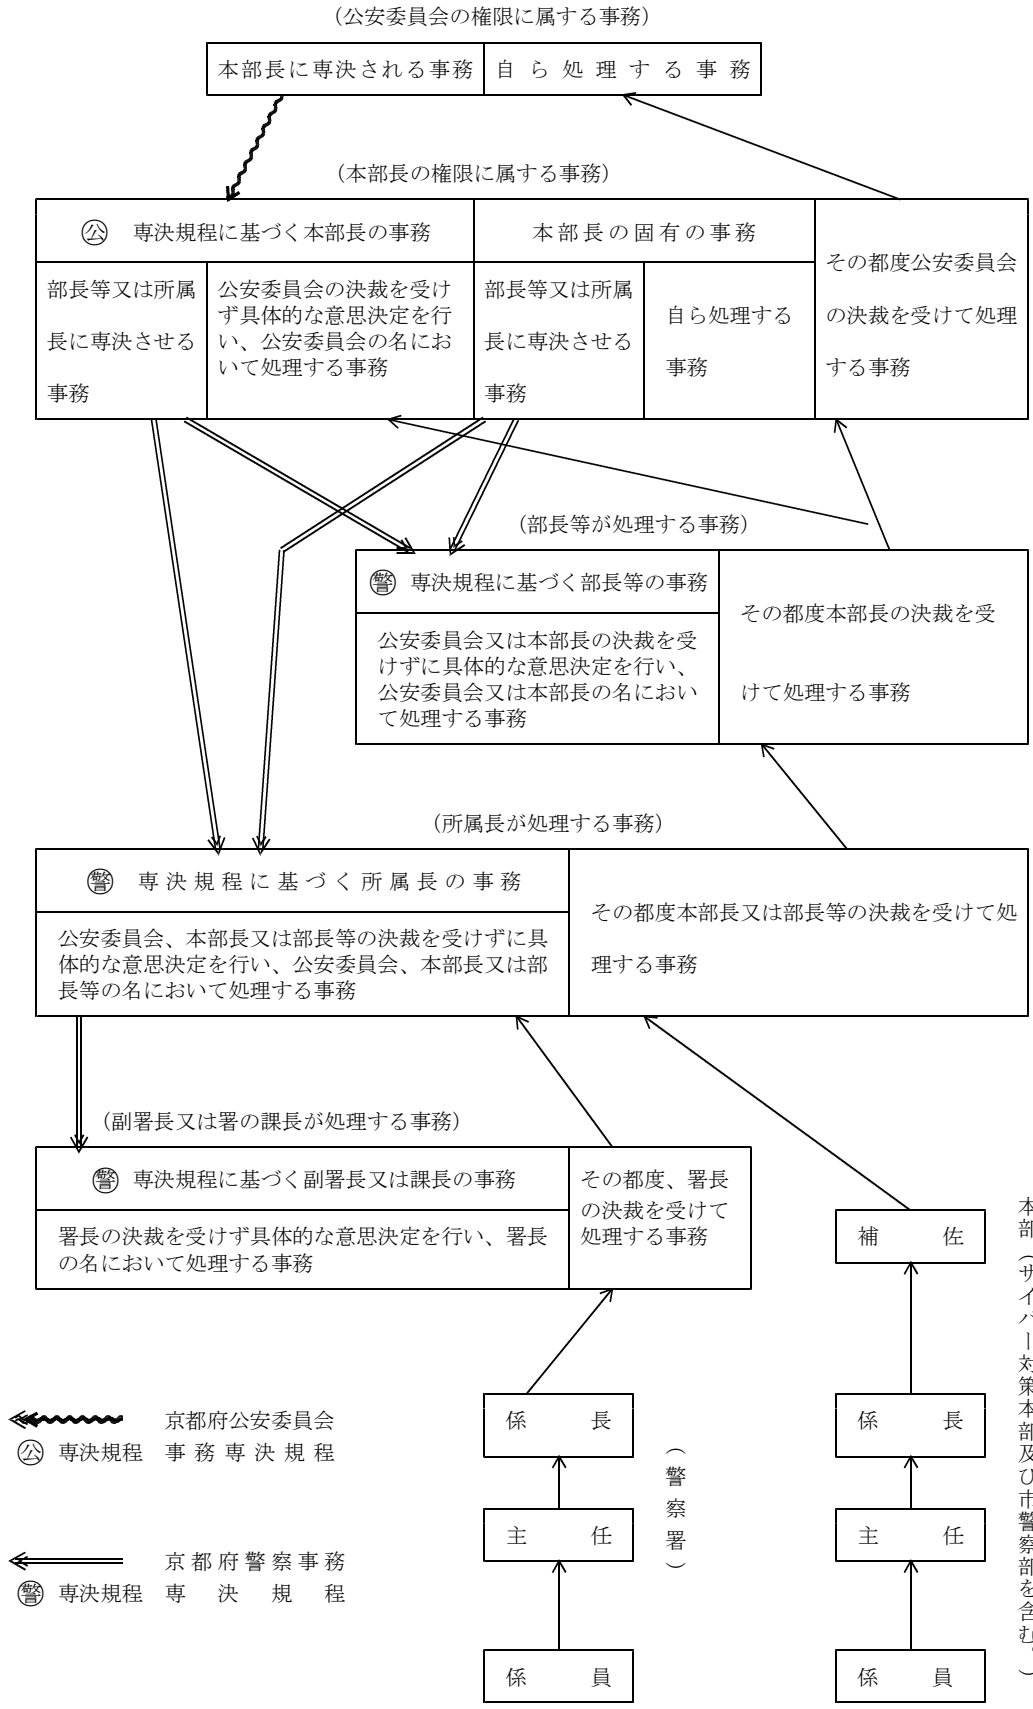 （公安委員会の権限に属する事務）
本部長に専決される事務
自ら処理する事務
（本部長の権限に属する事務）
㊕公 専決規程に基づく本部長の事務
本部長の固有の事務
その都度公安委員会
の決裁を受けて処理
する事務
部長等又は所属
長に専決させる
事務
公安委員会の決裁を受け
ず具体的な意思決定を行
い、公安委員会の名にお
いて処理する事務
部長等又は所属
長に専決させる
事務
自ら処理する
事務
（部長等が処理する事務）
警 専決規程に基づく部長等の事務
公安委員会又は本部長の決裁を受
けずに具体的な意思決定を行い、
公安委員会又は本部長の名におい
て処理する事務
その都度本部長の決裁を受
けて処理する事務
（所属長が処理する事務）
警 専決規程に基づく所属長の事務
公安委員会、本部長又は部長等の決裁を受けずに具
体的な意思決定を行い、公安委員会、本部長又は部
長等の名において処理する事務
その都度本部長又は部長等の決裁を受けて処
理する事務
（副署長又は署の課長が処理する事務）
警 専決規程に基づく副署長又は課長の事務
署長の決裁を受けず具体的な意思決定を行い、署長
の名において処理する事務
その都度、署長
の決裁を受けて
処理する事務
補佐
係長
主任
係員
（警察署）
係長
主任
係員
本部（サイバー対策本部及び市警察部を含む。）
京都府公安委員会
公 専決規程 事務専決規程
京都府警察事務
警 専決規程 専決規程